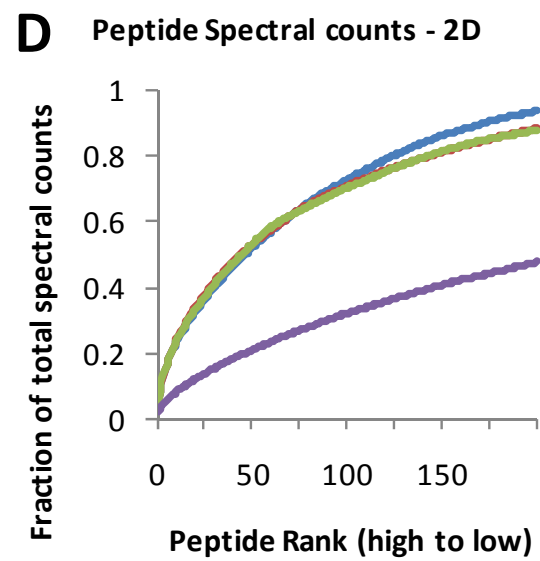 D Peptide Spectral counts - 2D
Fraction of total spectral counts
1
0.8
0.6
0.4
0.2
0
0 50 100 150
Peptide Rank (high to low)